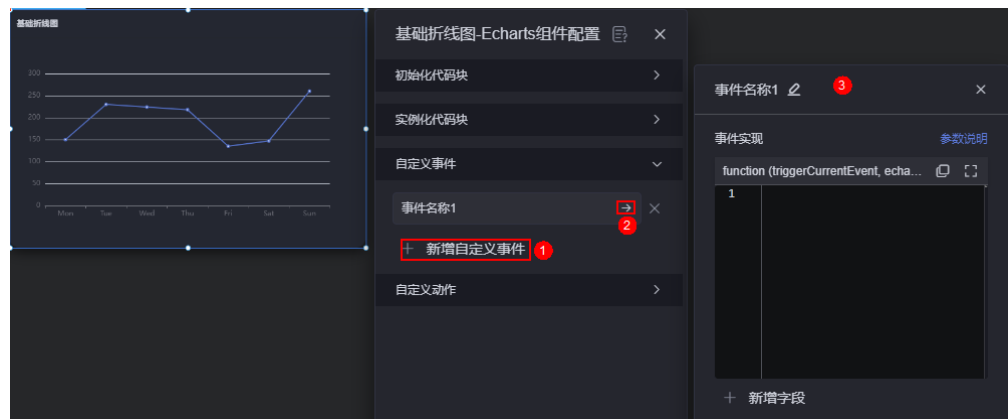 基础折线图
300
250
200
150
100
50
0
Mon Tue Wed Thu Fri Sat Sun
基础折线图-Echarts组件配置
初始化代码块
实例化代码块
自定义事件
事件名称1
2
+ 新增自定义事件 1
自定义动作
事件名称1 3
事件实现 参数说明
function (triggerCurrentEvent, echa...
1
+ 新增字段